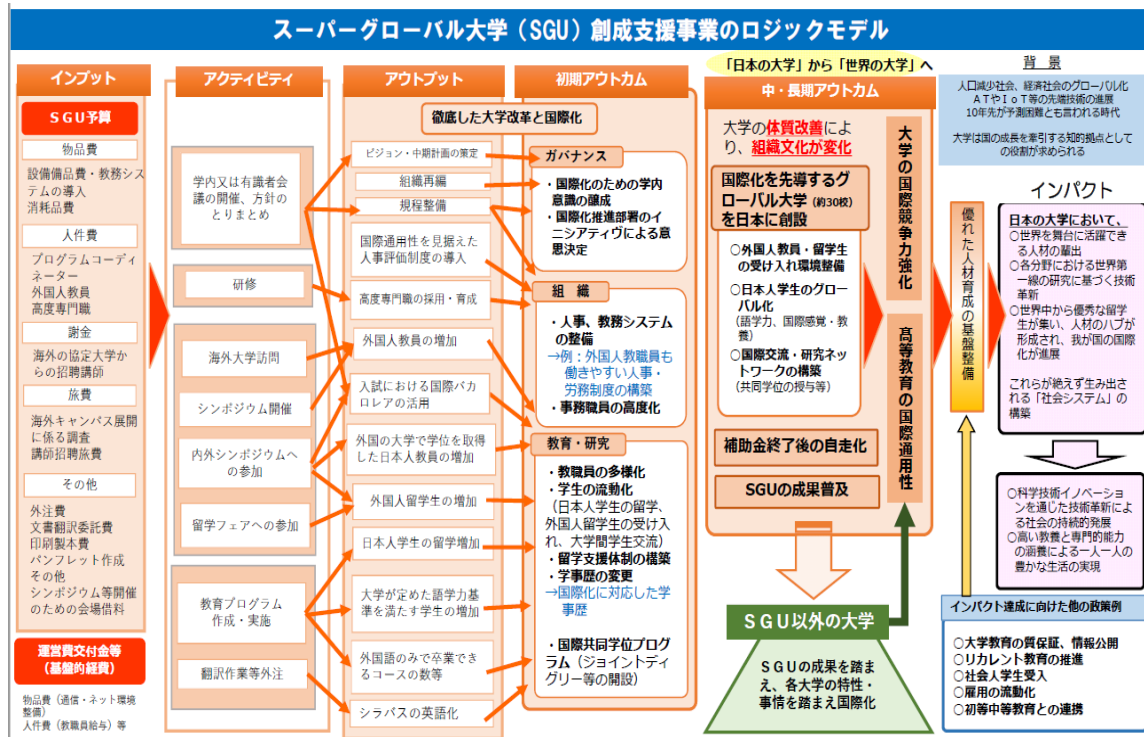 スーパーグローバル大学(SGU)創成支援事業のロジックモデル
インプット
SGU予算
物品費
設備備品費・教務シス
テムの導入
消耗品費
人件費
プログラムコーディ
ネーター
外国人教員
高度専門職
謝金
海外の協定大学か
らの招聘講師
旅費
海外キャンパス展開
に係る調査
講師招聘旅費
その他
外注費
文書翻訳委託費
印刷製本費
パンフレット作成
その他
シンポジウム等開催
のための会場借料
運営費交付金等
(基盤的経費)
物品費(通信・ネット環境
整備)
人件費(教職員給与)等
アクティビティ
学内又は有識者会
議の開催、方針の
とりまとめ
研修
海外大学訪問
シンポジウム開催
内外シンポジウムへ
の参加
留学フェアへの参加
教育プログラム
作成・実施
翻訳作業等外注
アウトプット
徹底した大学改革と国際化
ビジョン・中期計画の策定
組織再編
規程整備
国際通用性を見据えた
人事評価制度の導入
高度専門職の採用・育成
外国人教員の増加
入試における国際バカ
ロレアの活用
外国の大学で学位を取得
した日本人教員の増加
外国人留学生の増加
日本人学生の留学増加
大学が定めた語学力基
準を満たす学生の増加
外国語のみで卒業でき
るコースの数等
シラバスの英語化
初期アウトカム
ガバナンス
・国際化のための学内
意識の醸成
・国際化推進部署のイ
ニシアティヴによる意
思決定
組 織
・人事、教務システム
の整備
→例:外国人教職員も
働きやすい人事・
労務制度の構築
・事務職員の高度化
教育・研究
・教職員の多様化
・学生の流動化
(日本人学生の留学、
外国人留学生の受け入
れ、大学間学生交流)
・留学支援体制の構築
・学事暦の変更
→国際化に対応した学
事歴
・国際共同学位プログ
ラム(ジョイントディ
グリー等の開設)
「日本の大学」から「世界の大学」へ
中・長期アウトカム
大学の体質改善によ
り、組織文化が変化
国際化を先導するグ
ローバル大学(約30校)
を日本に創設
○外国人教員・留学生
の受け入れ環境整備
○日本人学生のグロー
バル化
(語学力、国際感覚・教
養)
○国際交流・研究ネッ
トワークの構築
(共同学位の授与等)
補助金終了後の自走化
SGUの成果普及
大学の国際競争力強化
高等教育の国際通用性
SGU以外の大学
SGUの成果を踏ま
え、各大学の特性・
事情を踏まえ国際化
優れた人材育成の基盤整備
背 景
人口減少社会、経済社会のグローバル化
ATやIoT等の先端技術の進展
10年先が予測困難とも言われる時代
大学は国の成長を牽引する知的拠点として
の役割が求められる
インパクト
日本の大学において、
○世界を舞台に活躍でき
る人材の輩出
○各分野における世界第
一線の研究に基づく技術
革新
○世界中から優秀な留学
生が集い、人材のハブが
形成され、我が国の国際
化が進展
これらが絶えず生み出さ
れる「社会システム」の
構築
○科学技術イノベーショ
ンを通じた技術革新によ
る社会の持続的発展
○高い教養と専門的能力
の涵養による一人一人の
豊かな生活の実現
インパクト達成に向けた他の政策例
○大学教育の質保証、情報公開
○リカレント教育の推進
○社会人学生受入
○雇用の流動化
○初等中等教育との連携